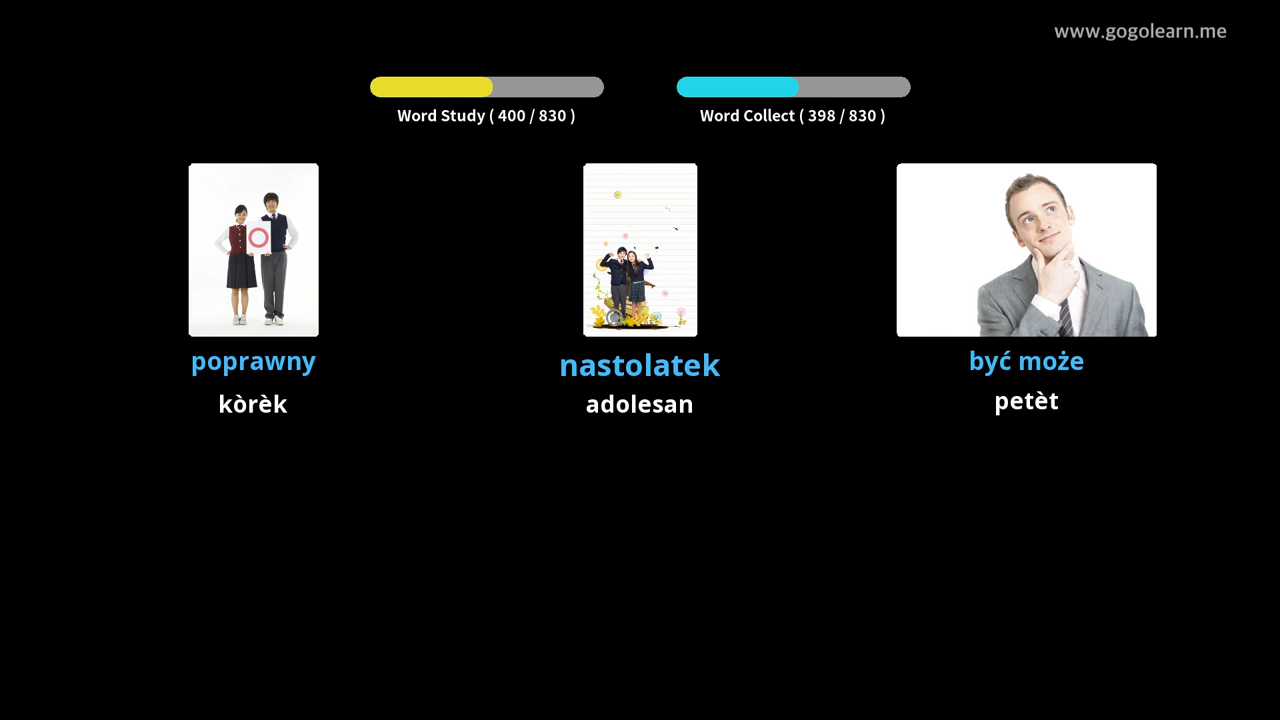 www.gogolearn.me
Word Study ( 400 / 830 )
Word Collect ( 398 / 830 )
poprawny
kòrèk
nastolatek
adolesan
być może
petèt